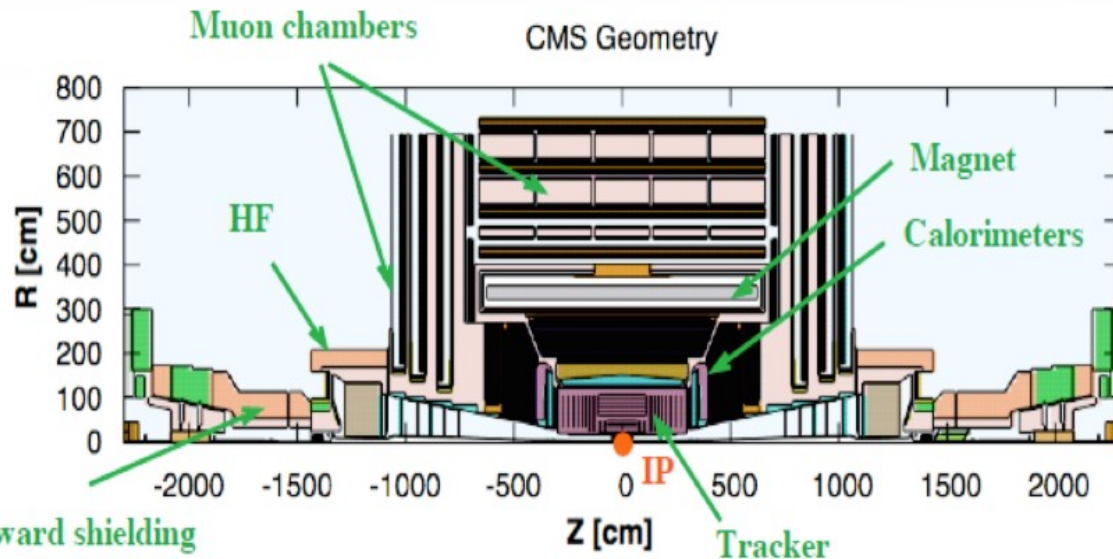 Muon chambers
CMS Geometry
800
700
600
500
400
300
200
100
0
R [cm]
HF
Magnet
Calorimeters
-2000 -1500 -1000 -500 0 500 1000 1500 2000
IP
Z [cm]
Tracker
ward shielding